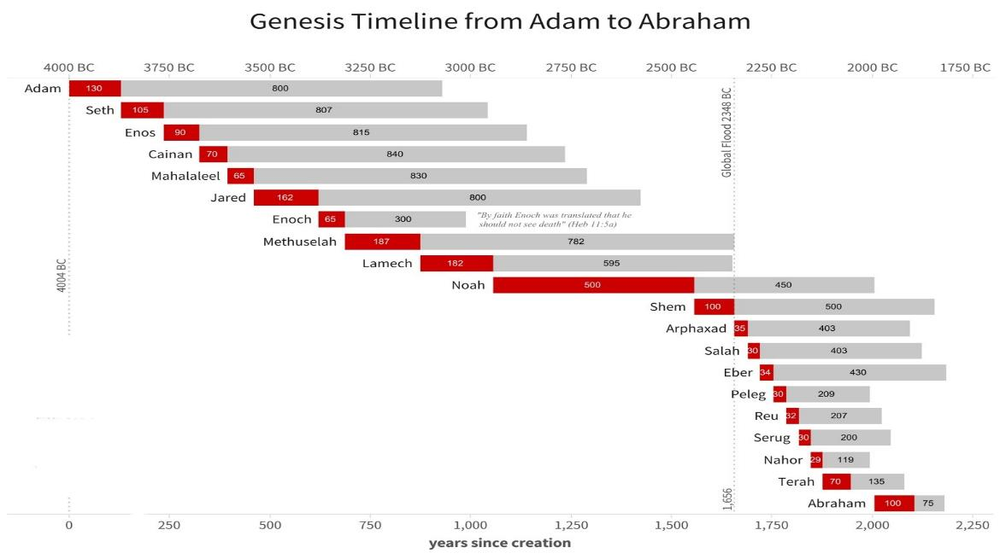 Genesis Timeline from Adam to Abraham
4000 BC 3750 BC 3500 BC 3250 BC 3000 BC 2750 BC 2500 BC 2250 BC 2000 BC 1750 BC
Adam 130 800
Seth 105 807
Enos 90 815
Cainan 70 840
Mahalaleel 65 830
Jared 162 800
Enoch 65 300
"By faith Enoch was translated that he
should not see death" (Heb 11:5a)
Methuselah 187 782
Lamech 182 595
Noah 500 450
Shem 100 500
Arphaxad 35 403
Salah 30 403
Eber 34 430
Peleg 30 209
Reu 32 207
Serug 30 200
Nahor 29 119
Terah 70 135
Abraham 100 75
4004 BC
Global Flood 2348 BC
1,656
0 250 500 750 1,000 1,250 1,500 1,750 2,000 2,250
years since creation